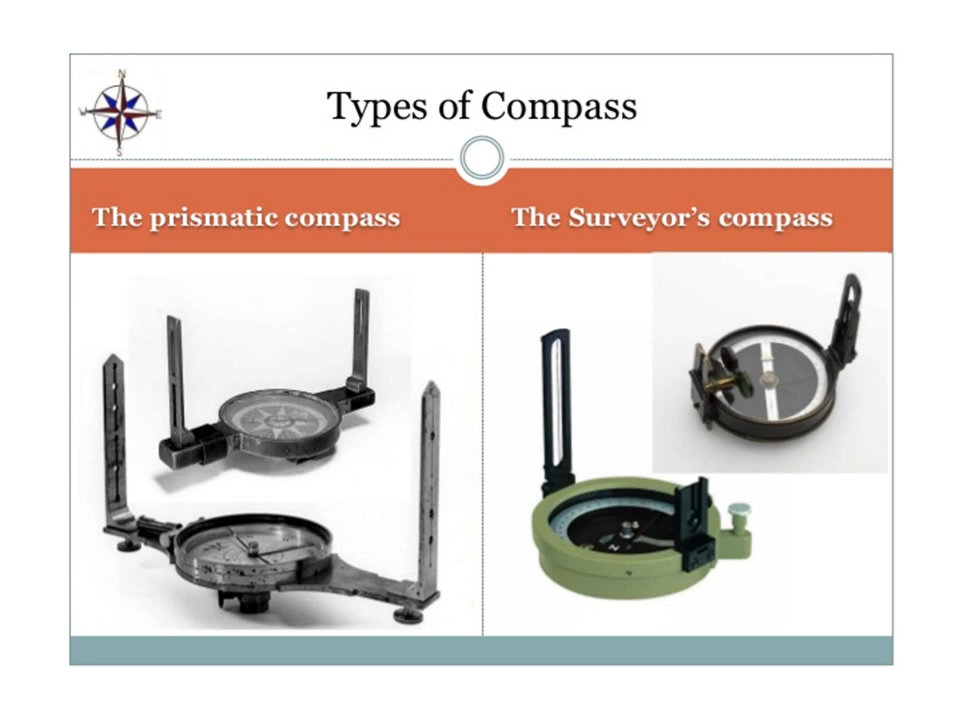 N
W E
S
Types of Compass
The prismatic compass
The Surveyor’s compass
N